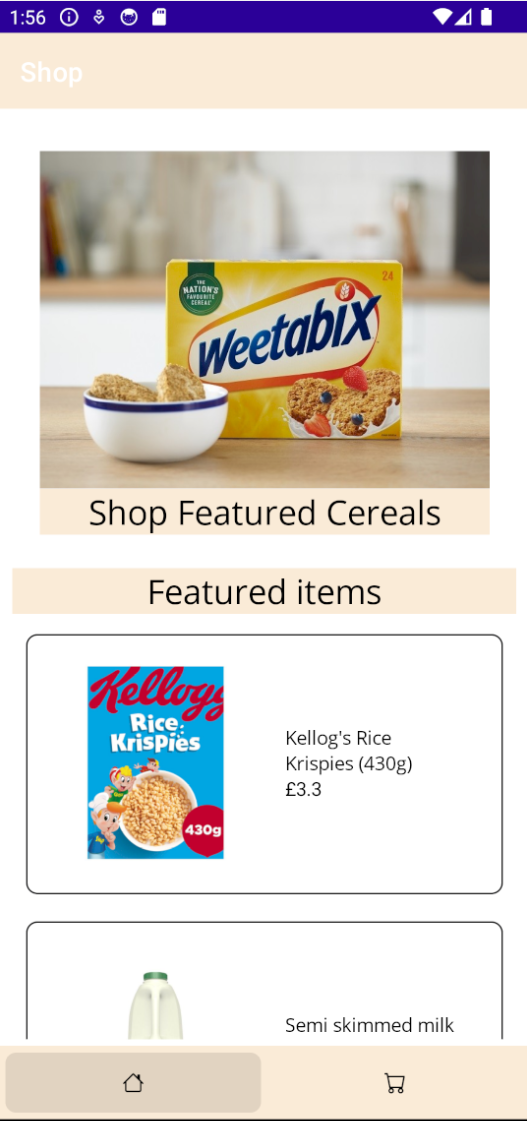 1:56
Shop
THE
NATION'S
FAVOURITE
CEREAL
24
Weetabix
Shop Featured Cereals
Featured items
Kellogg
Rice
Krispies
430g
Kellog's Rice
Krispies (430g)
£3.3
Semi skimmed milk